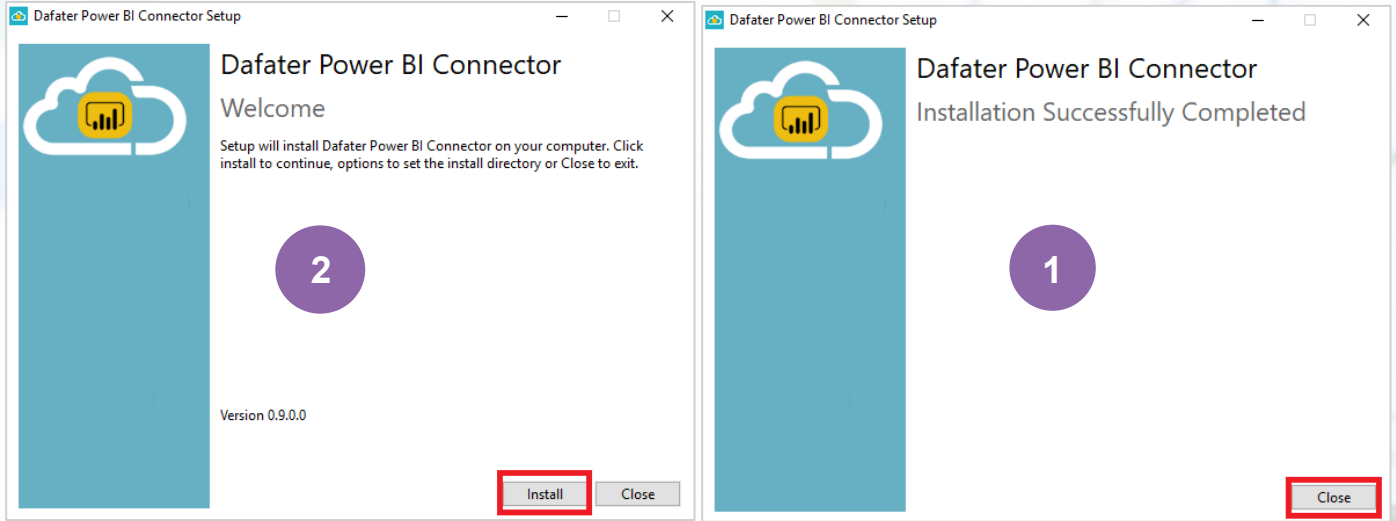 Dafater Power BI Connector Setup
Dafater Power BI Connector
Welcome
Setup will install Dafater Power BI Connector on your computer. Click
install to continue, options to set the install directory or Close to exit.
2
Version 0.9.0.0
Install
Close
Dafater Power BI Connector Setup
Dafater Power BI Connector
Installation Successfully Completed
1
Close